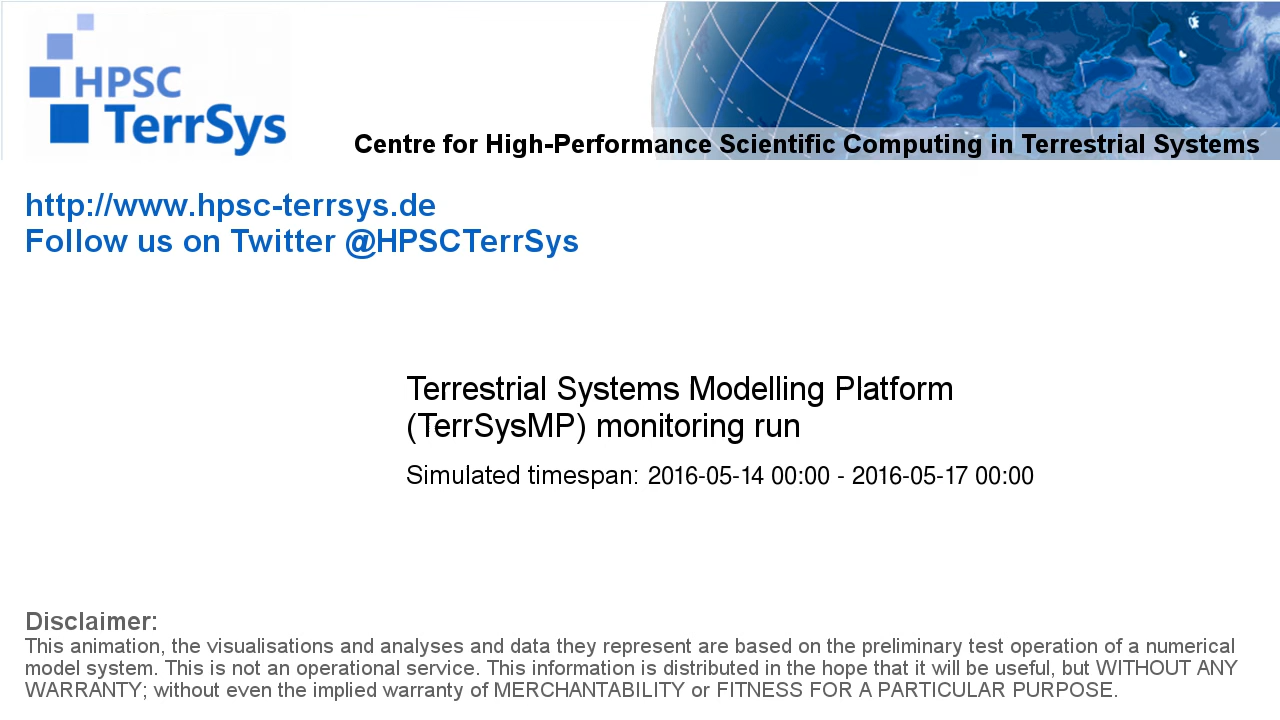 HPSC
TerrSys
Centre for High-Performance Scientific Computing in Terrestrial Systems
http://www.hpsc-terrsys.de
Follow us on Twitter @HPSCTerrSys
Terrestrial Systems Modelling Platform
(TerrSysMP) monitoring run
Simulated timespan: 2016-05-14 00:00 - 2016-05-17 00:00
Disclaimer:
This animation, the visualisations and analyses and data they represent are based on the preliminary test operation of a numerical
model system. This is not an operational service. This information is distributed in the hope that it will be useful, but WITHOUT ANY
WARRANTY; without even the implied warranty of MERCHANTABILITY or FITNESS FOR A PARTICULAR PURPOSE.